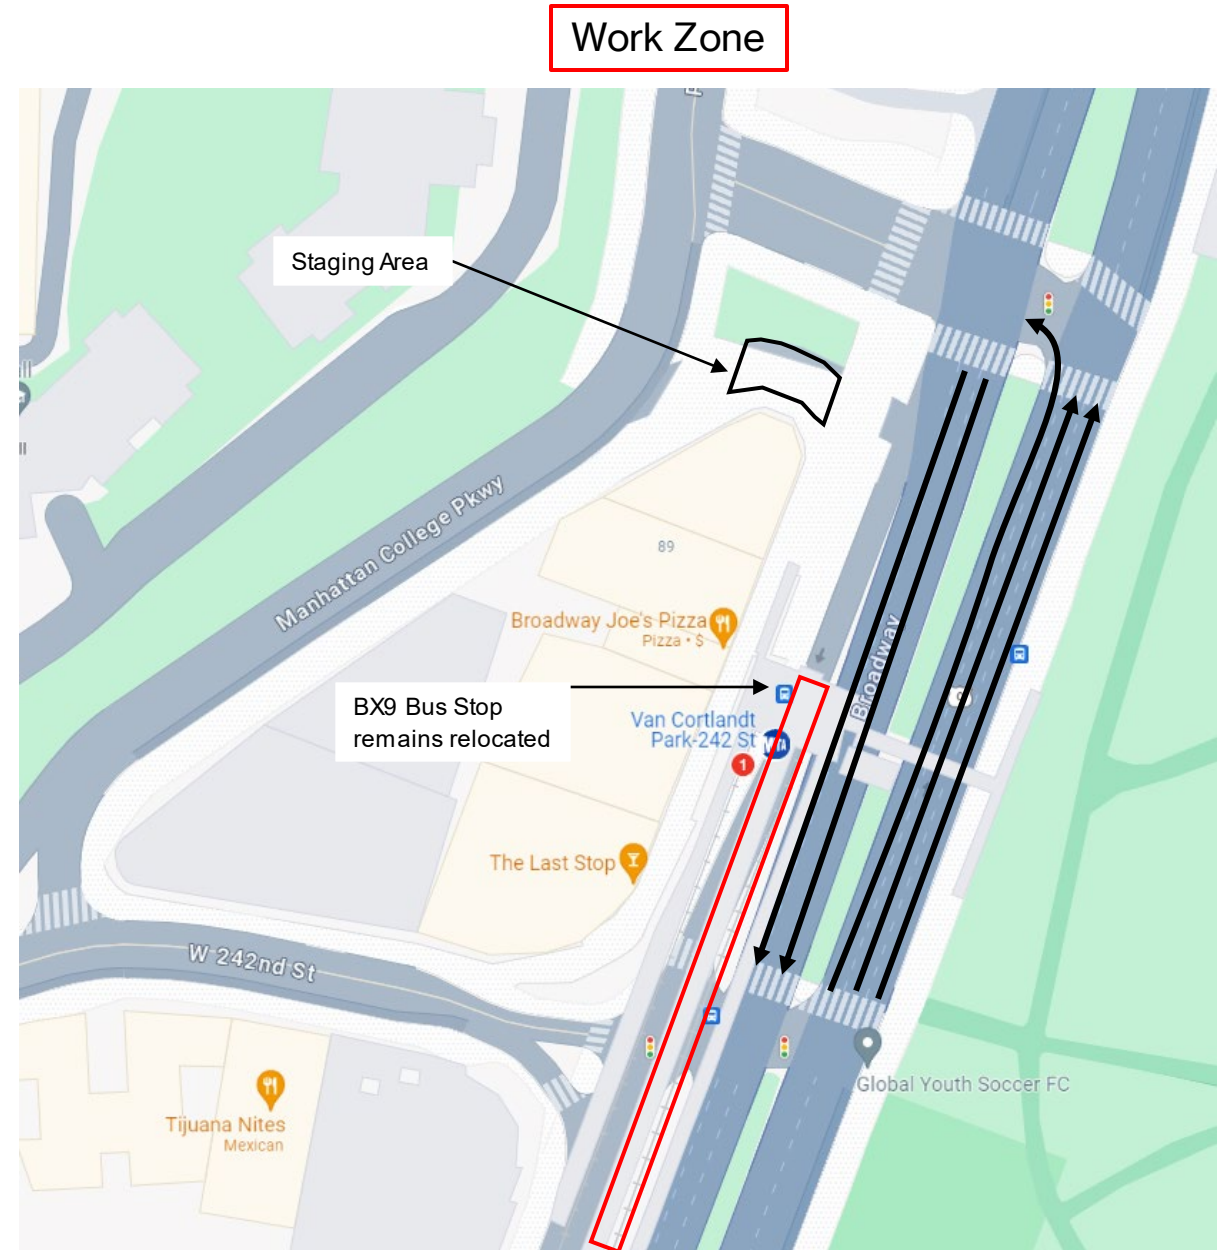 Work Zone
Staging Area
Manhattan College Pkwy
89
Broadway Joe's Pizza
Pizza • $
Broadway
BX9 Bus Stop
remains relocated
Van Cortlandt
Park-242 St
1
The Last Stop
W 242nd St
Global Youth Soccer FC
Tijuana Nites
Mexican